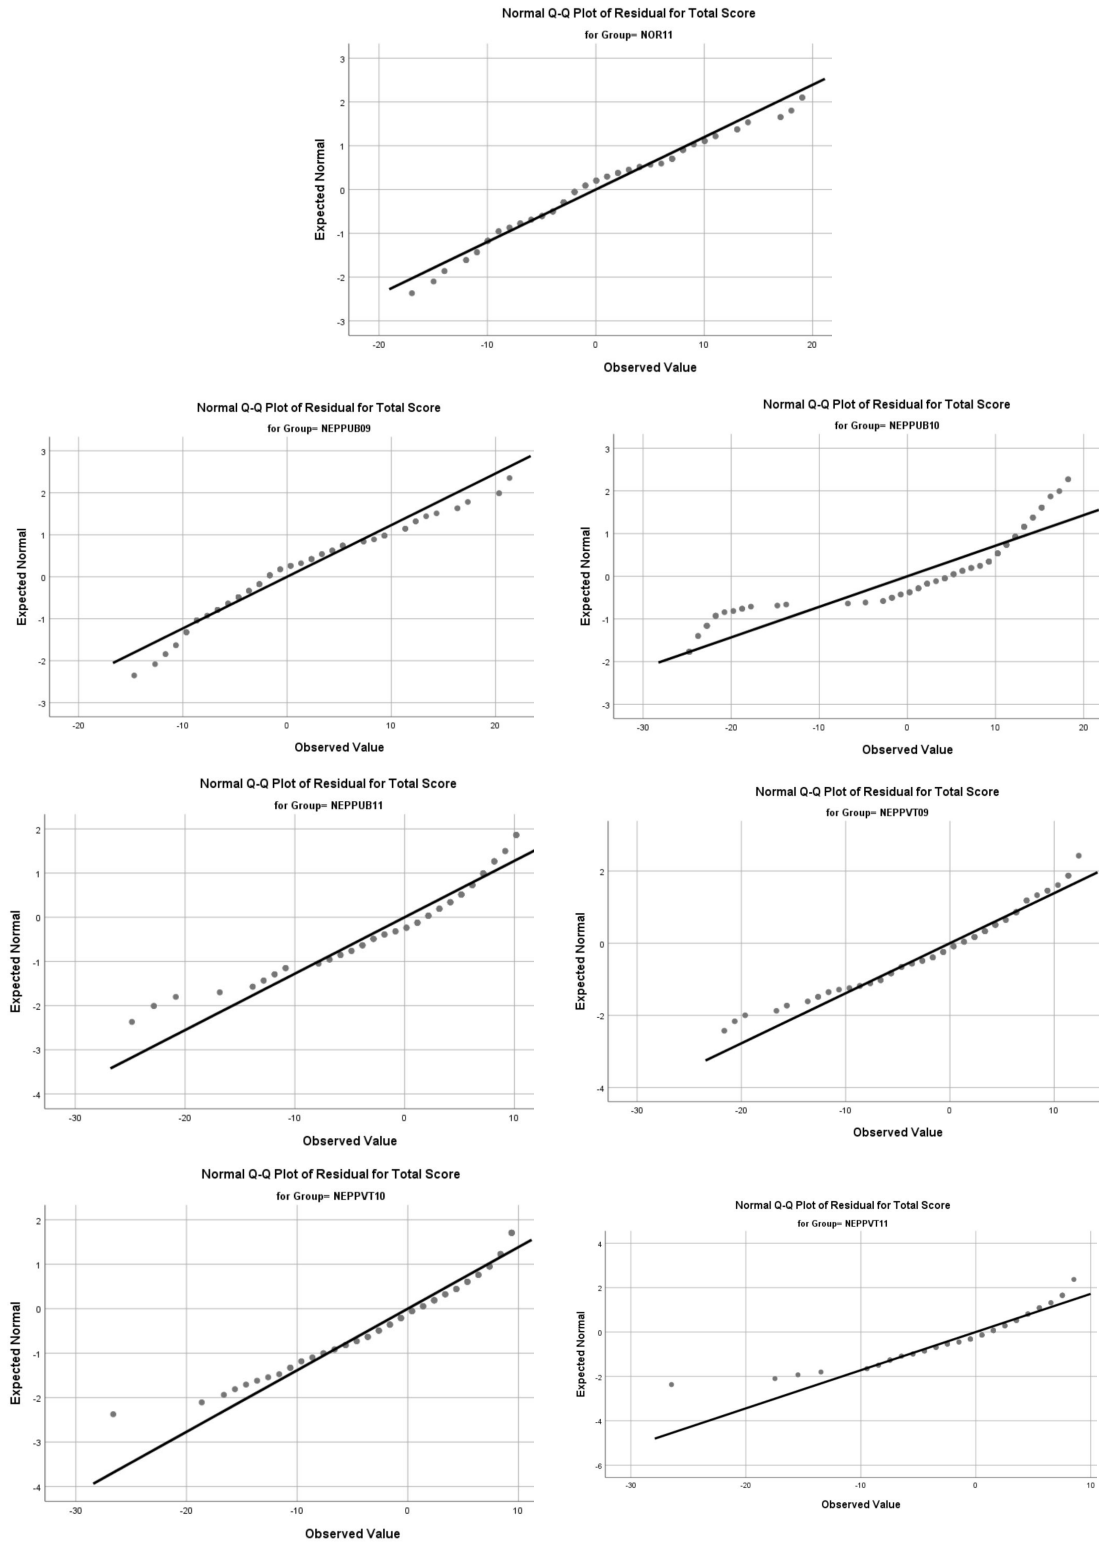 Normal Q-Q Plot of Residual for Total Score
for Group= NOR11
3
2
1
0
-1
-2
-3
Expected Normal
-20 -10 0 10 20
Observed Value
Normal Q-Q Plot of Residual for Total Score
for Group= NEPPUB09
3
2
1
0
-1
-2
-3
Expected Normal
-20 -10 0 10 20
Observed Value
Normal Q-Q Plot of Residual for Total Score
for Group= NEPPUB10
3
2
1
0
-1
-2
-3
Expected Normal
-30 -20 -10 0 10 20
Observed Value
Normal Q-Q Plot of Residual for Total Score
for Group= NEPPUB11
2
1
0
-1
-2
-3
-4
Expected Normal
-30 -20 -10 0 10
Observed Value
Normal Q-Q Plot of Residual for Total Score
for Group= NEPPVT09
2
0
-2
-4
Expected Normal
-30 -20 -10 0 10
Observed Value
Normal Q-Q Plot of Residual for Total Score
for Group= NEPPVT10
2
1
0
-1
-2
-3
-4
Expected Normal
-30 -20 -10 0 10
Observed Value
Normal Q-Q Plot of Residual for Total Score
for Group= NEPPVT11
4
2
0
-2
-4
-6
Expected Normal
-30 -20 -10 0 10
Observed Value